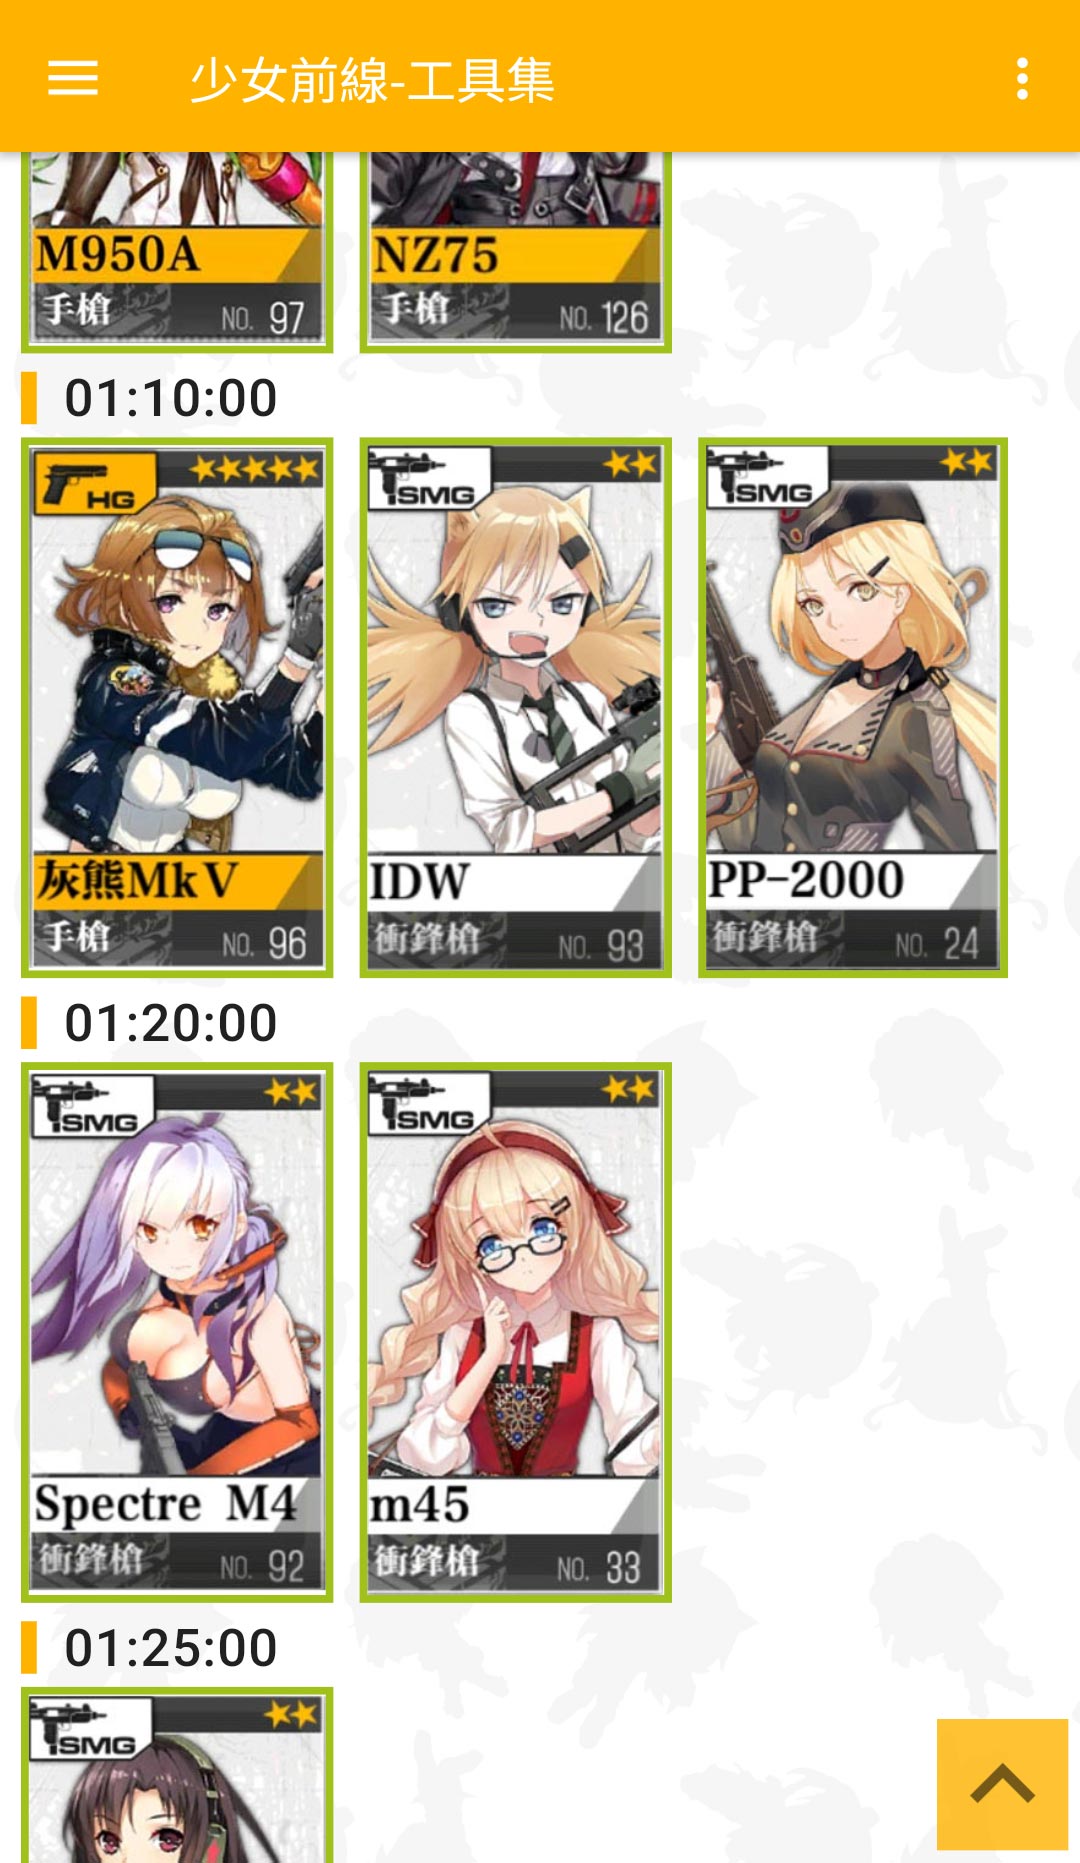 少女前線-工具集
M950A
手槍 NO. 97
NZ75
手槍 NO. 126
01:10:00
HG
灰熊MkV
手槍 NO. 96
SMG
IDW
衝鋒槍 NO. 93
SMG
PP-2000
衝鋒槍 NO. 24
01:20:00
SMG
Spectre M4
衝鋒槍 NO. 92
SMG
m45
衝鋒槍 NO. 33
01:25:00
SMG